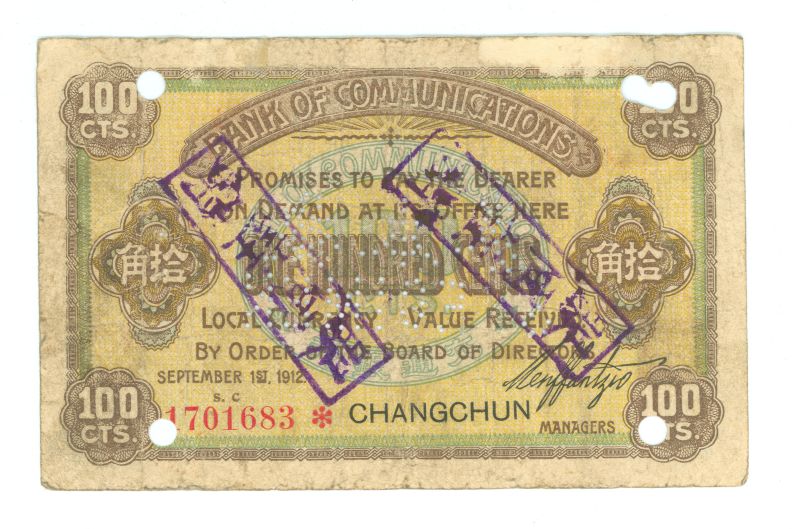 100 CTS.
BANK OF COMMUNICATIONS
PROMISES TO PAY THE BEARER
ON DEMAND AT ITS OFFICE HERE
角拾
ONE HUNDRED CENTS
角拾
LOCAL CURRENCY VALUE RECEIVED
BY ORDER OF THE BOARD OF DIRECTORS
SEPTEMBER 1ST, 1912.
S. C
1701683 *
CHANGCHUN
MANAGERS
100 CTS.
100 CTS.